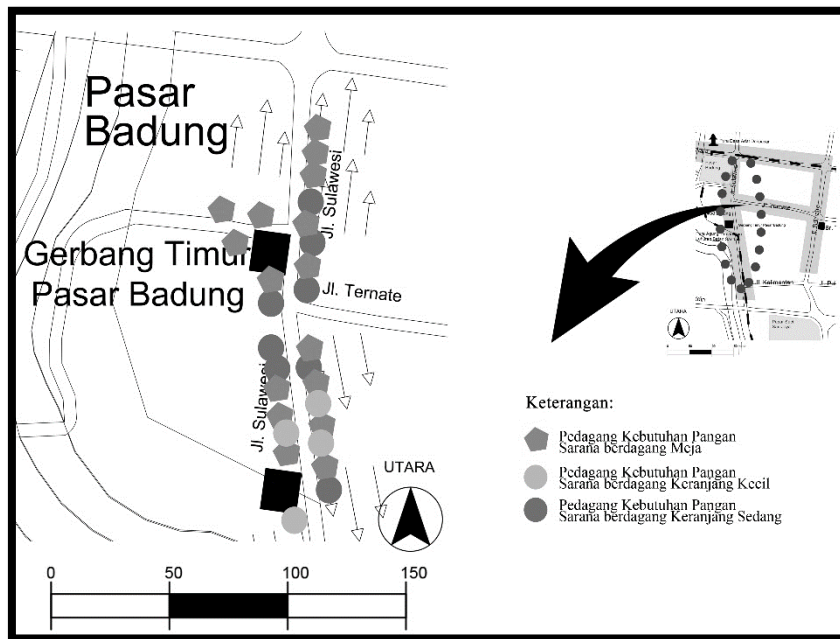 Pasar
Badung
Jl. Sulawesi
Gerbang Timur
Pasar Badung
Jl. Ternate
Jl. Sulawesi
UTARA
0 50 100 150
Jl. Kalimantan
UTARA
Keterangan:
Pedagang Kebutuhan Pangan
Sarana berdagang Meja
Pedagang Kebutuhan Pangan
Sarana berdagang Keranjang Kecil
Pedagang Kebutuhan Pangan
Sarana berdagang Keranjang Sedang